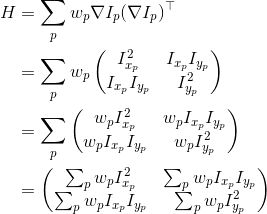 H = \sum_p w_p \nabla I_p (\nabla I_p)^\top
= \sum_p w_p \begin{pmatrix} I_{x_p}^2 & I_{x_p} I_{y_p} \\ I_{x_p} I_{y_p} & I_{y_p}^2 \end{pmatrix}
= \sum_p \begin{pmatrix} w_p I_{x_p}^2 & w_p I_{x_p} I_{y_p} \\ w_p I_{x_p} I_{y_p} & w_p I_{y_p}^2 \end{pmatrix}
= \begin{pmatrix} \sum_p w_p I_{x_p}^2 & \sum_p w_p I_{x_p} I_{y_p} \\ \sum_p w_p I_{x_p} I_{y_p} & \sum_p w_p I_{y_p}^2 \end{pmatrix}